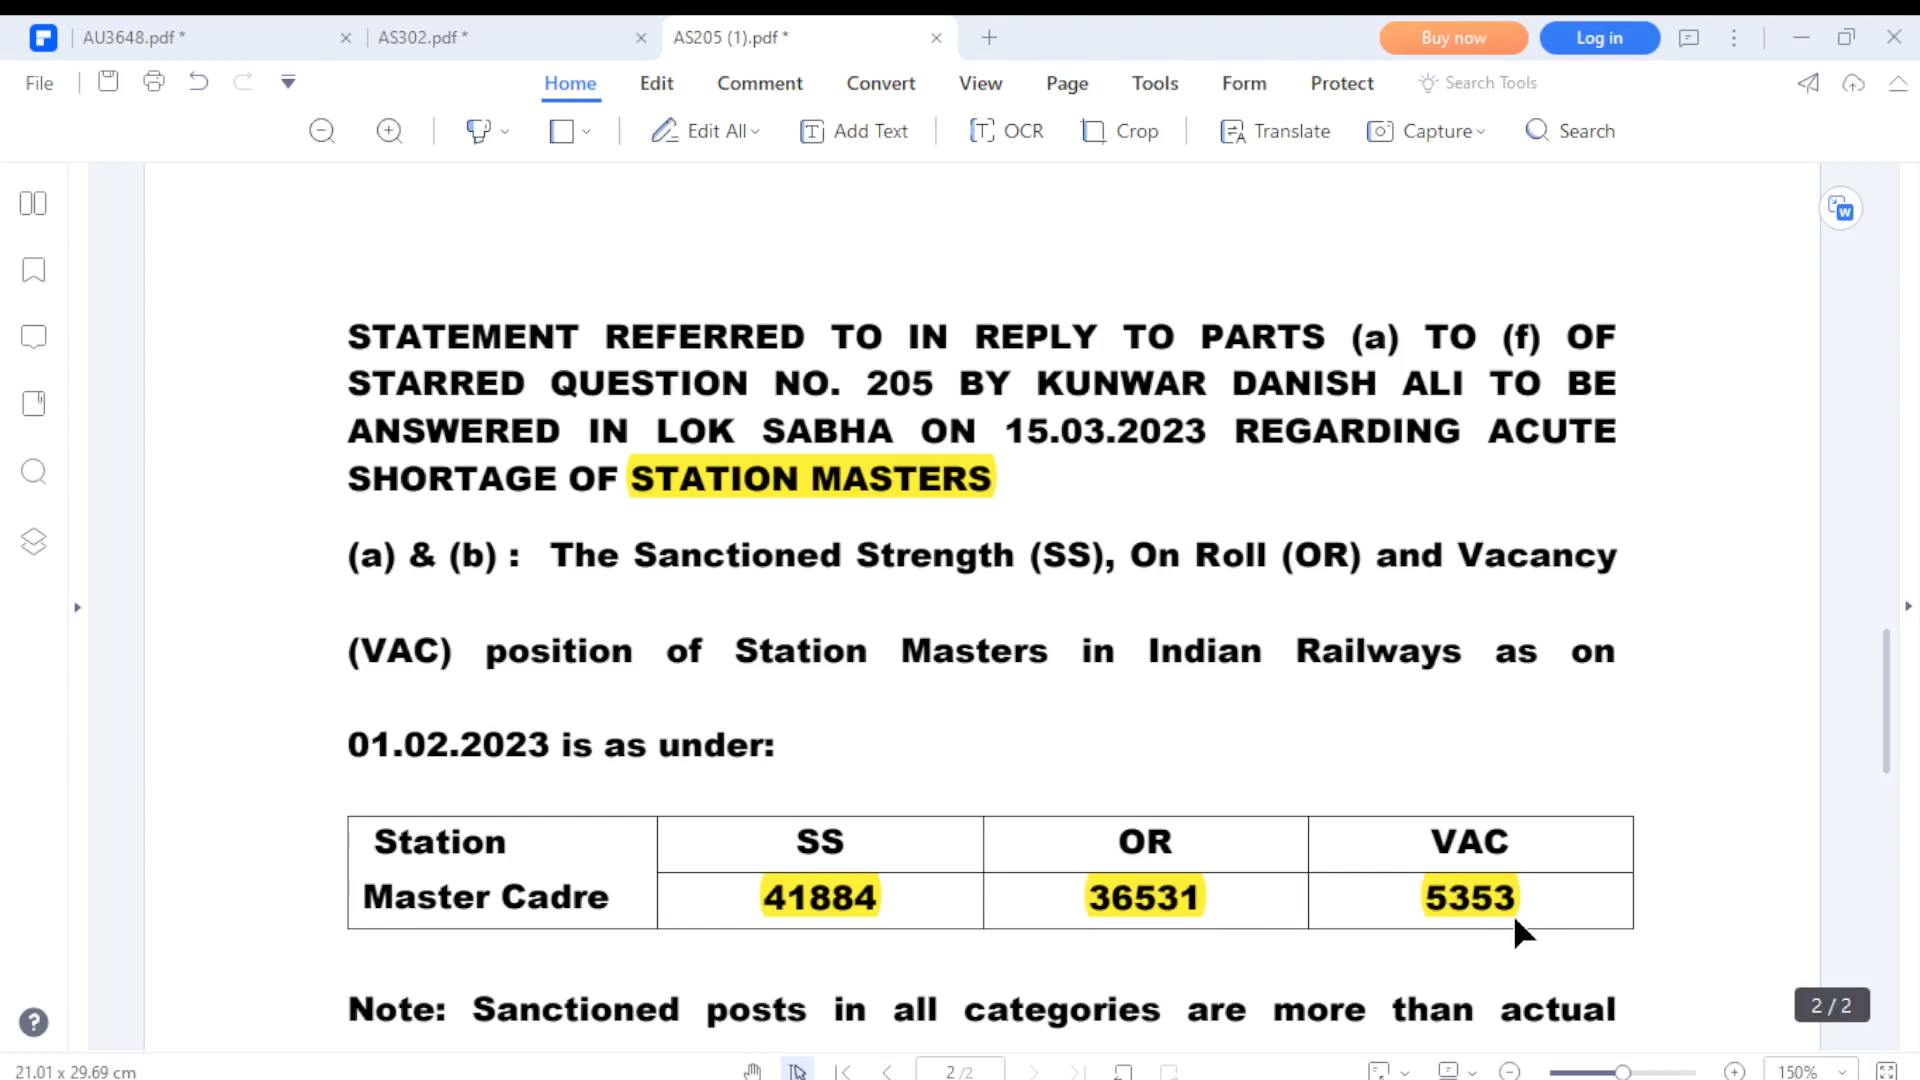 AU3648.pdf *
AS302.pdf *
AS205 (1).pdf *
Buy now
Log in
File
Home
Edit
Comment
Convert
View
Page
Tools
Form
Protect
Search Tools
Edit All
Add Text
OCR
Crop
Translate
Capture
Search
STATEMENT REFERRED TO IN REPLY TO PARTS (a) TO (f) OF
STARRED QUESTION NO. 205 BY KUNWAR DANISH ALI TO BE
ANSWERED IN LOK SABHA ON 15.03.2023 REGARDING ACUTE
SHORTAGE OF STATION MASTERS
(a) & (b) : The Sanctioned Strength (SS), On Roll (OR) and Vacancy
(VAC) position of Station Masters in Indian Railways as on
01.02.2023 is as under:
Station SS OR VAC
Master Cadre 41884 36531 5353
Note: Sanctioned posts in all categories are more than actual
2 / 2
21.01 x 29.69 cm
2 /2
150%